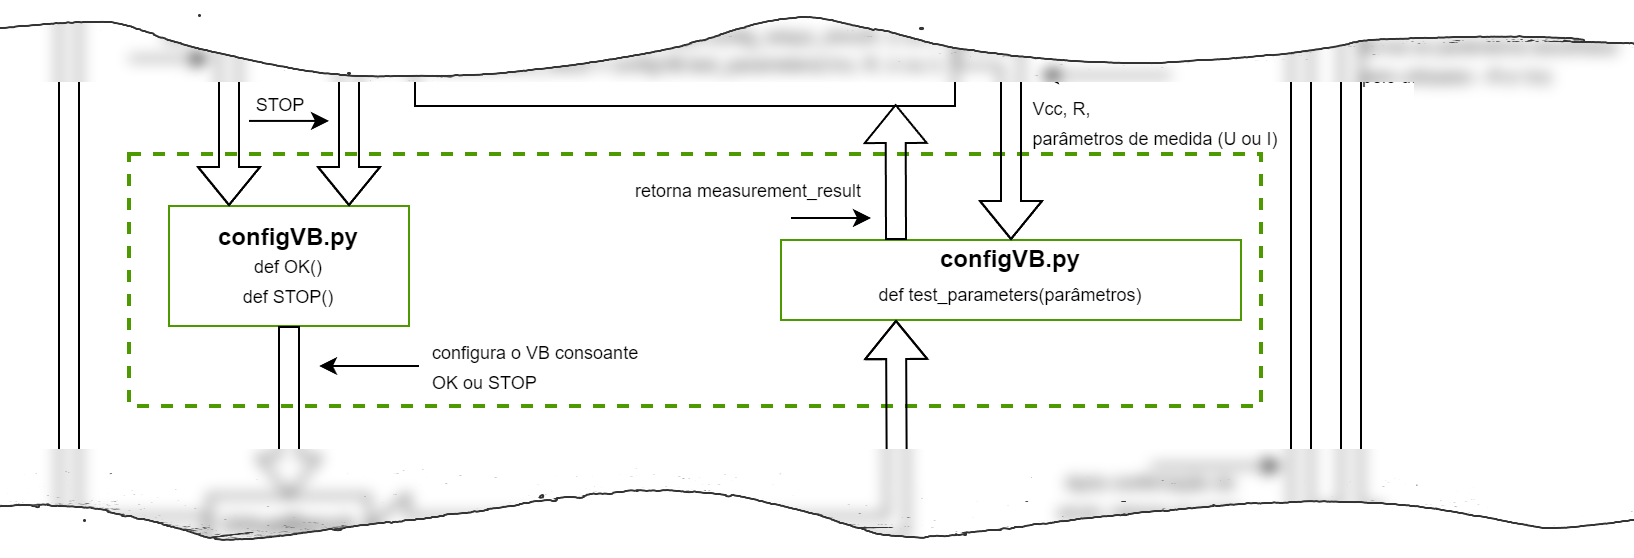 STOP
Vcc, R,
parâmetros de medida (U ou I)
retorna measurement_result
configVB.py
def OK()
def STOP()
configVB.py
def test_parameters(parâmetros)
configura o VB consoante
OK ou STOP